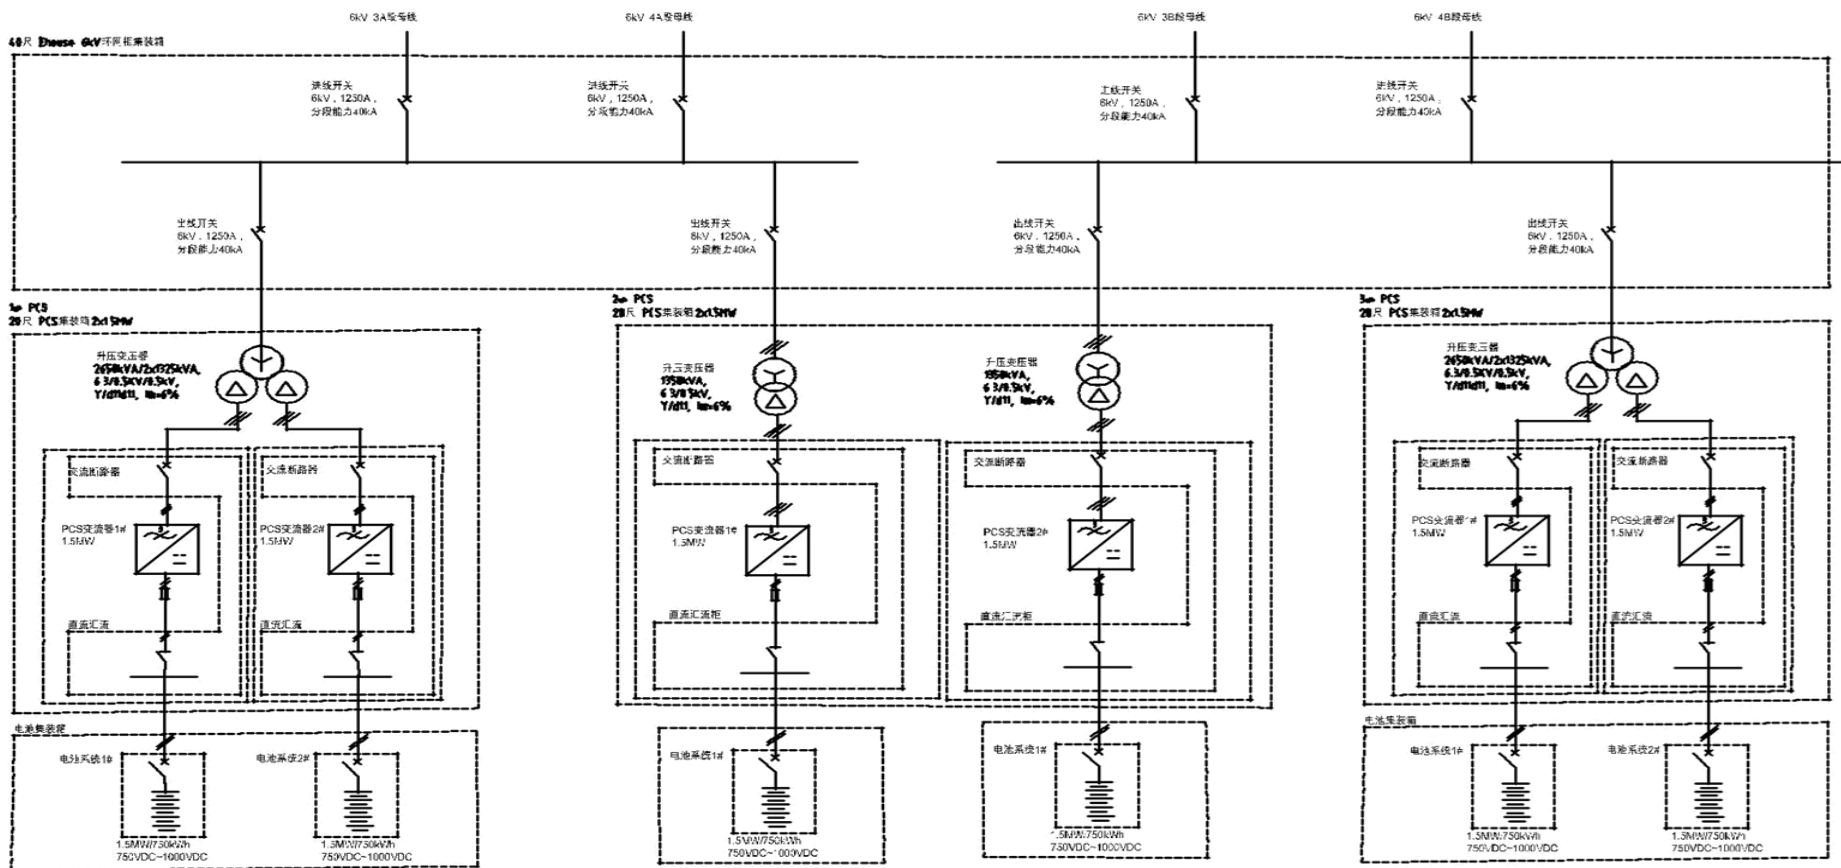 6kV 3A段母线
6kV 4A段母线
6kV 3B段母线
6kV 4B段母线
40尺 Ehouse 6kV环网柜集装箱
进线开关
6kV，1250A，
分段能力40kA
进线开关
6kV，1250A，
分段能力40kA
进线开关
6kV，1250A，
分段能力40kA
进线开关
6kV，1250A，
分段能力40kA
出线开关
6kV，1250A，
分段能力40kA
出线开关
6kV，1250A，
分段能力40kA
出线开关
6kV，1250A，
分段能力40kA
出线开关
6kV，1250A，
分段能力40kA
PCS
20尺 PCS集装箱2x1.5MW
PCS
20尺 PCS集装箱2x1.5MW
PCS
20尺 PCS集装箱2x1.5MW
升压变压器
2650kVA/2x1325kVA,
6.3/0.5kV/0.5kV,
Y/d11d11, =6%
升压变压器
1350kVA,
6.3/0.5kV,
Y/d11, =6%
升压变压器
1350kVA,
6.3/0.5kV,
Y/d11, =6%
升压变压器
2650kVA/2x1325kVA,
6.3/0.5kV/0.5kV,
Y/d11d11, =6%
交流断路器
交流断路器
交流断路器
交流断路器
交流断路器
交流断路器
PCS变流器1#
1.5MW
PCS变流器2#
1.5MW
PCS变流器1#
1.5MW
PCS变流器2#
1.5MW
PCS变流器1#
1.5MW
PCS变流器2#
1.5MW
直流汇流
直流汇流
直流汇流柜
直流汇流柜
直流汇流
直流汇流
电池集装箱
电池集装箱
电池系统1#
电池系统2#
电池系统1#
电池系统1#
电池系统1#
电池系统2#
1.5MW/750kWh
750VDC~1000VDC
1.5MW/750kWh
750VDC~1000VDC
1.5MW/750kWh
750VDC~1000VDC
1.5MW/750kWh
750VDC~1000VDC
1.5MW/750kWh
750VDC~1000VDC
1.5MW/750kWh
750VDC~1000VDC